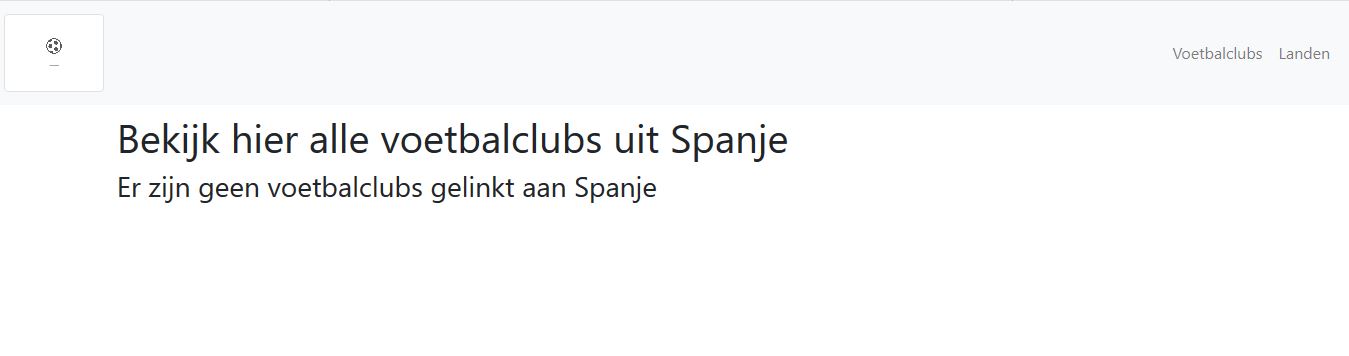 Voetbalclubs Landen
Bekijk hier alle voetbalclubs uit Spanje
Er zijn geen voetbalclubs gelinkt aan Spanje